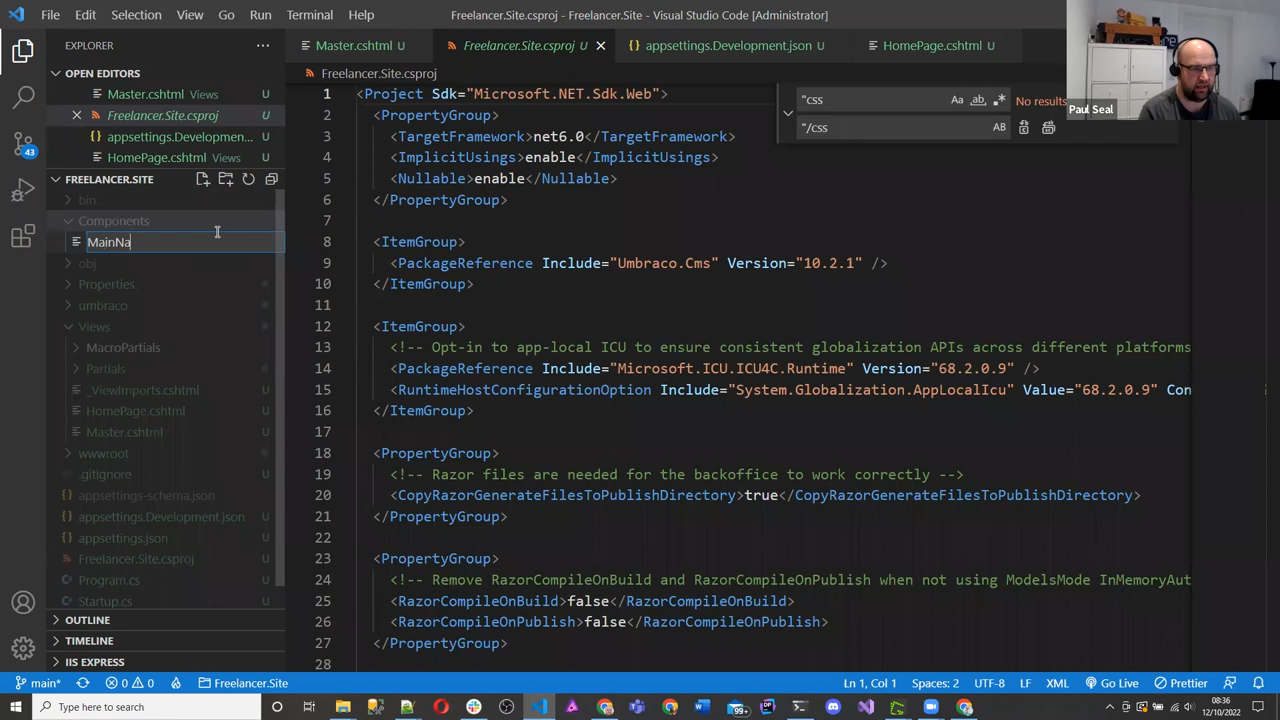 File Edit Selection View Go Run Terminal Help
Freelancer.Site.csproj - Freelancer.Site - Visual Studio Code [Administrator]
EXPLORER
OPEN EDITORS
Master.cshtml Views U
Freelancer.Site.csproj U
appsettings.Developmen... U
HomePage.cshtml Views U
FREELANCER.SITE
bin
Components
MainNa
obj
Properties
umbraco
Views
MacroPartials
Partials
_ViewImports.cshtml U
HomePage.cshtml U
Master.cshtml U
wwwroot
.gitignore U
appsettings-schema.json
appsettings.Development.json U
appsettings.json U
Freelancer.Site.csproj U
Program.cs U
Startup.cs U
OUTLINE
TIMELINE
IIS EXPRESS
43
Master.cshtml U
Freelancer.Site.csproj U
appsettings.Development.json U
HomePage.cshtml U
Freelancer.Site.csproj
"css
Aa ab
No results
"/css
AB
Paul Seal
1 <Project Sdk="Microsoft.NET.Sdk.Web">
2 <PropertyGroup>
3 <TargetFramework>net6.0</TargetFramework>
4 <ImplicitUsings>enable</ImplicitUsings>
5 <Nullable>enable</Nullable>
6 </PropertyGroup>
7
8 <ItemGroup>
9 <PackageReference Include="Umbraco.Cms" Version="10.2.1" />
10 </ItemGroup>
11
12 <ItemGroup>
13 <!-- Opt-in to app-local ICU to ensure consistent globalization APIs across different platforms
14 <PackageReference Include="Microsoft.ICU.ICU4C.Runtime" Version="68.2.0.9" />
15 <RuntimeHostConfigurationOption Include="System.Globalization.AppLocalIcu" Value="68.2.0.9" Con
16 </ItemGroup>
17
18 <PropertyGroup>
19 <!-- Razor files are needed for the backoffice to work correctly -->
20 <CopyRazorGenerateFilesToPublishDirectory>true</CopyRazorGenerateFilesToPublishDirectory>
21 </PropertyGroup>
22
23 <PropertyGroup>
24 <!-- Remove RazorCompileOnBuild and RazorCompileOnPublish when not using ModelsMode InMemoryAut
25 <RazorCompileOnBuild>false</RazorCompileOnBuild>
26 <RazorCompileOnPublish>false</RazorCompileOnPublish>
27 </PropertyGroup>
28
main* 0 0 Freelancer.Site
Ln 1, Col 1 Spaces: 2 UTF-8 LF XML Go Live Prettier
Type here to search
99+
08:36
12/10/2022